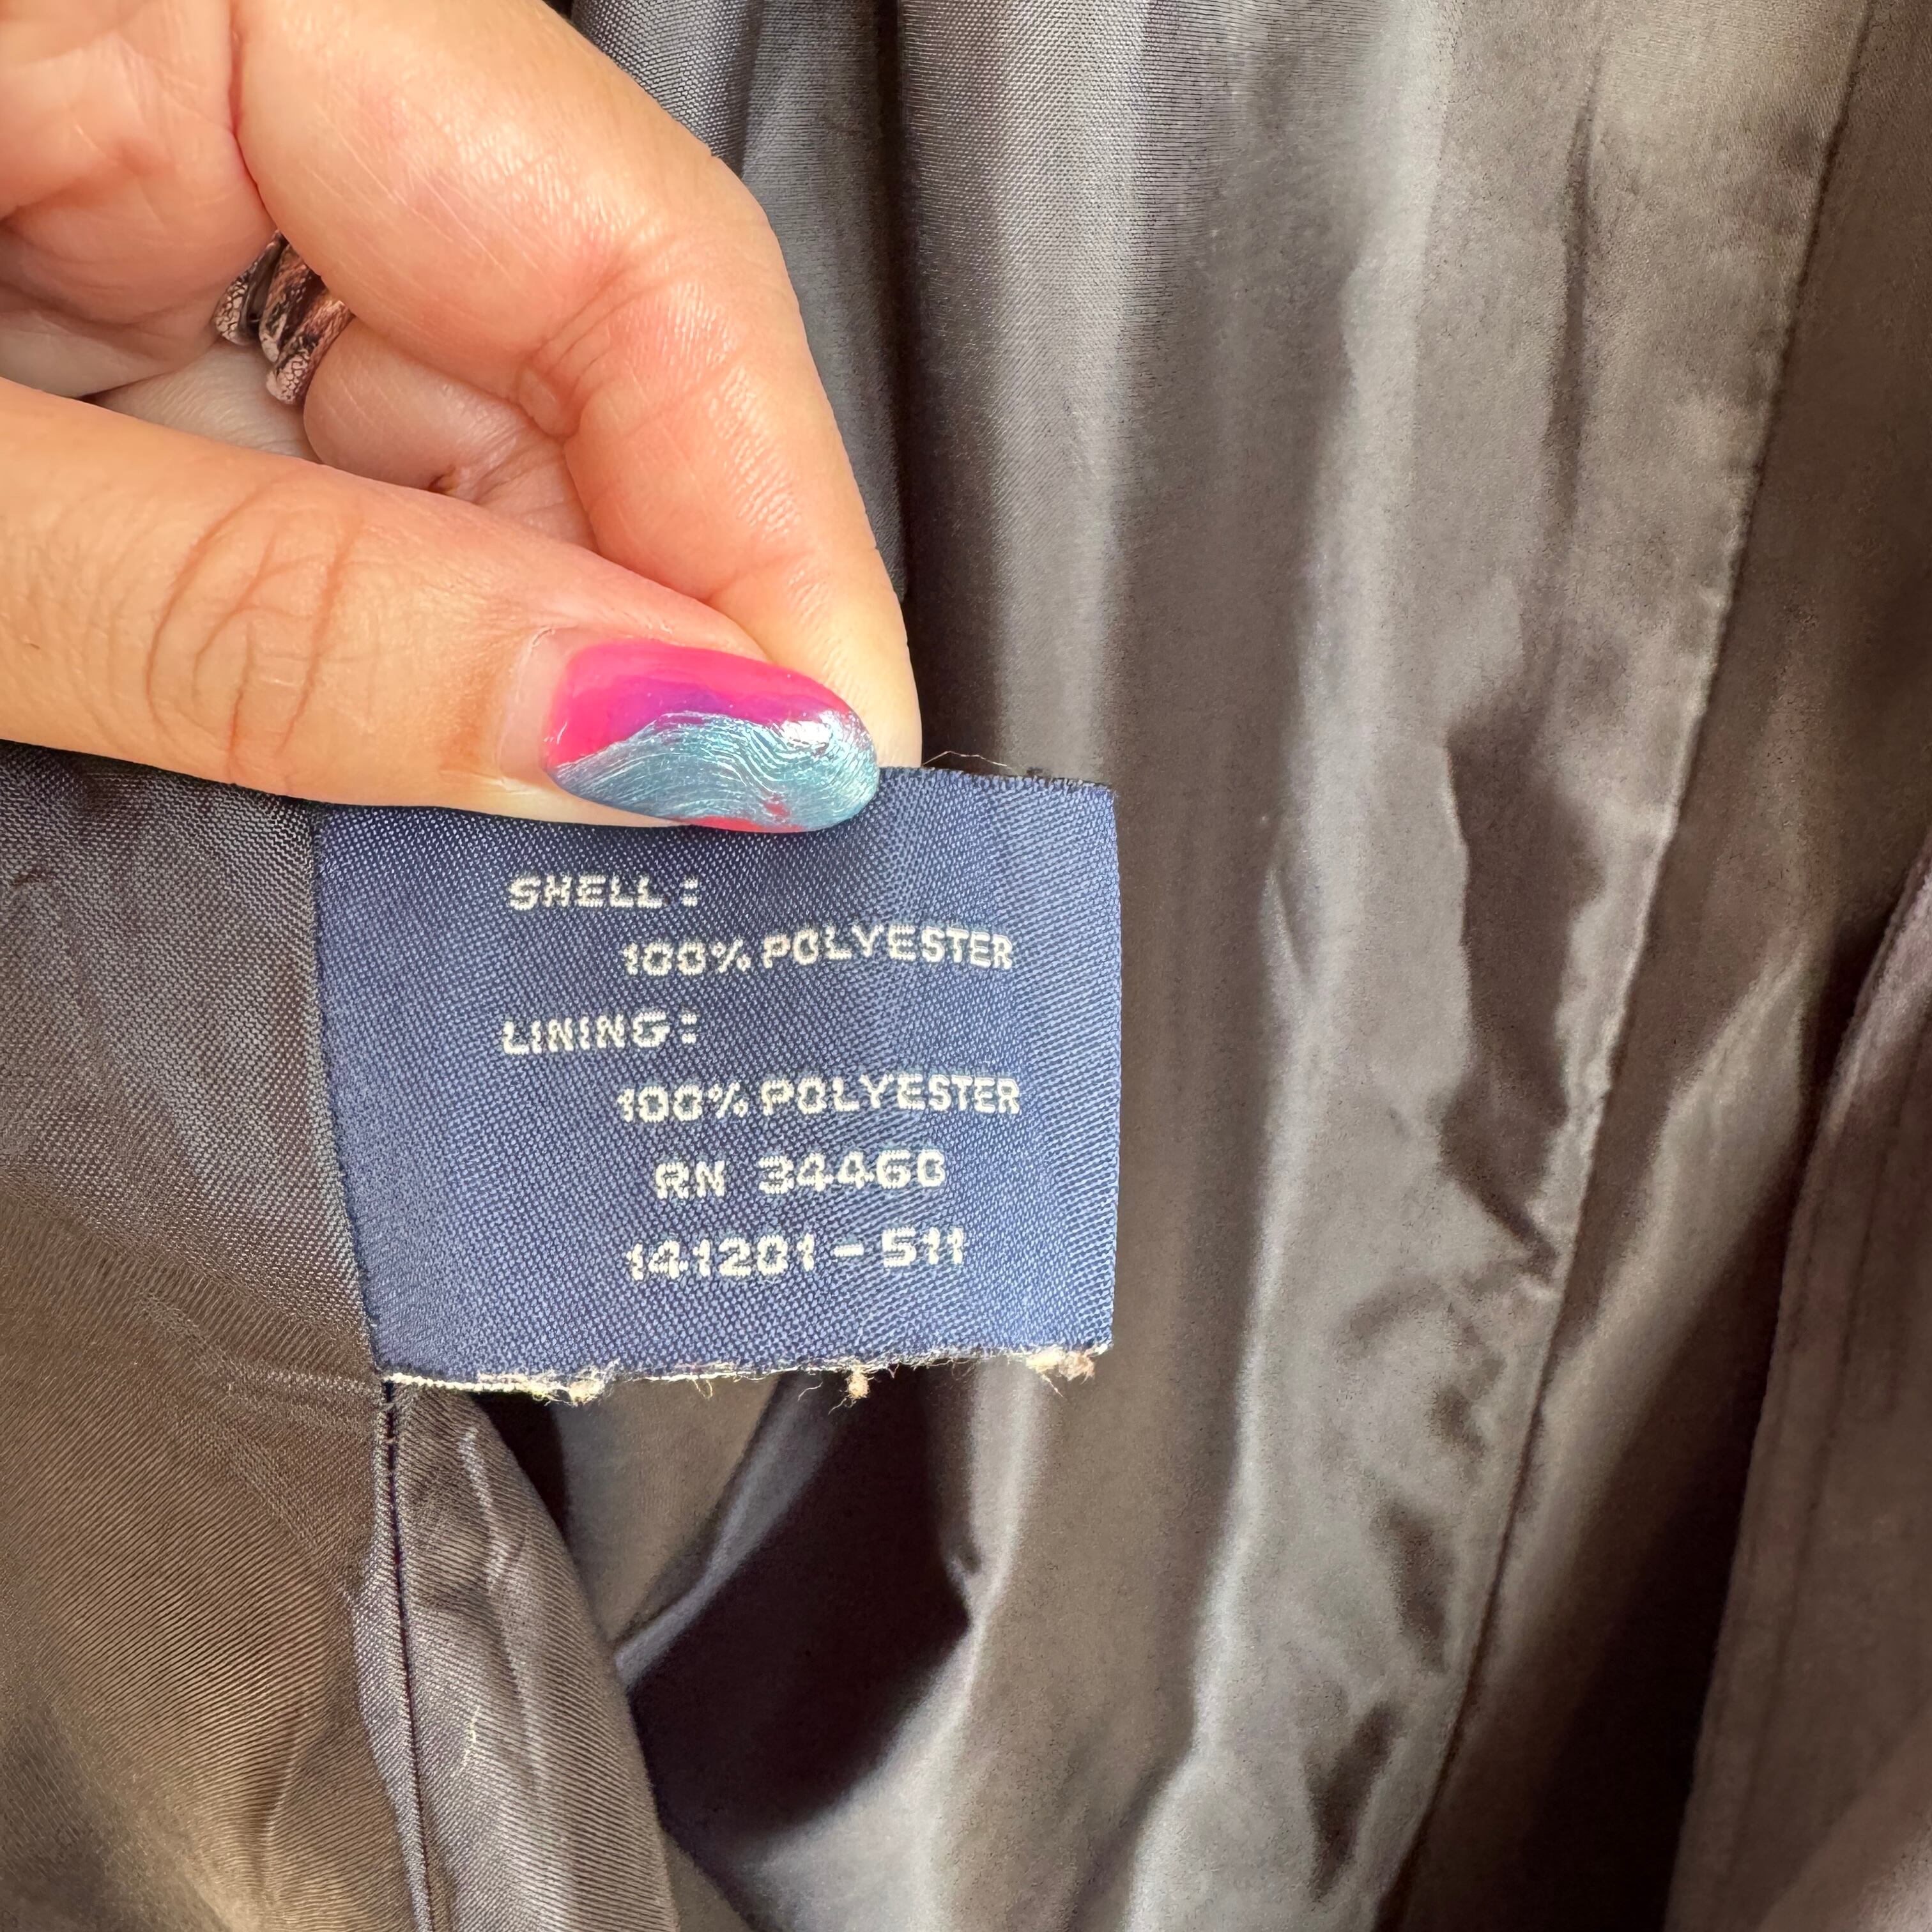 SHELL:
100% POLYESTER
LINING:
100% POLYESTER
RN 34460
141201-511